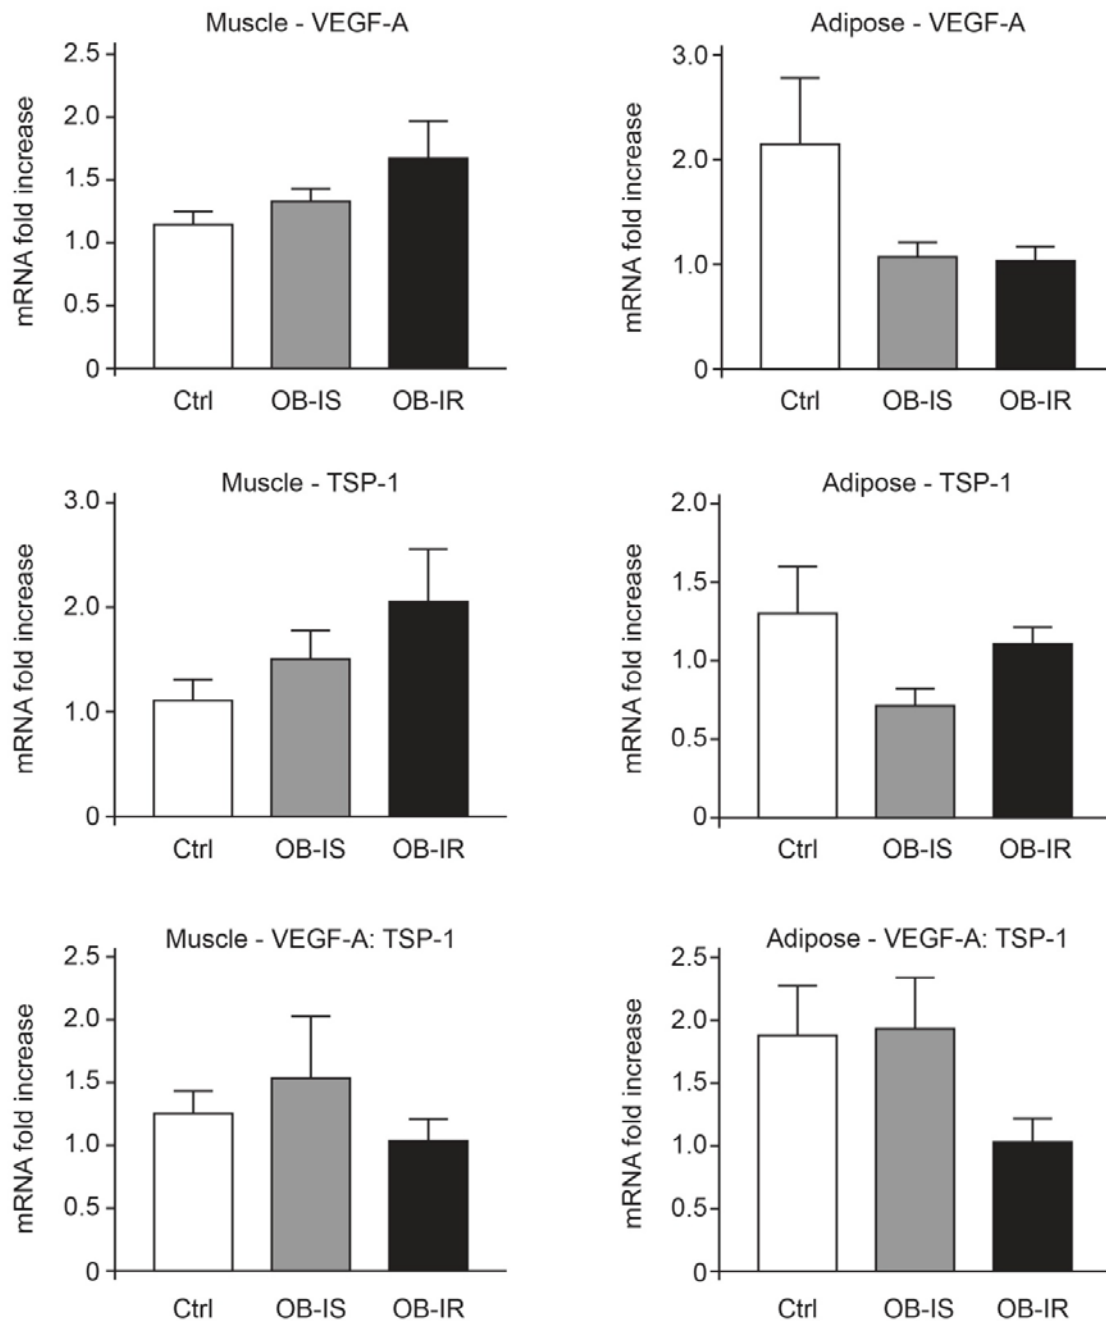 Muscle - VEGF-A
mRNA fold increase
2.5
2.0
1.5
1.0
0.5
0
Ctrl OB-IS OB-IR
Adipose - VEGF-A
mRNA fold increase
3.0
2.0
1.0
0
Ctrl OB-IS OB-IR
Muscle - TSP-1
mRNA fold increase
3.0
2.0
1.0
0
Ctrl OB-IS OB-IR
Adipose - TSP-1
mRNA fold increase
2.0
1.5
1.0
0.5
0
Ctrl OB-IS OB-IR
Muscle - VEGF-A: TSP-1
mRNA fold increase
2.5
2.0
1.5
1.0
0.5
0
Ctrl OB-IS OB-IR
Adipose - VEGF-A: TSP-1
mRNA fold increase
2.5
2.0
1.5
1.0
0.5
0
Ctrl OB-IS OB-IR